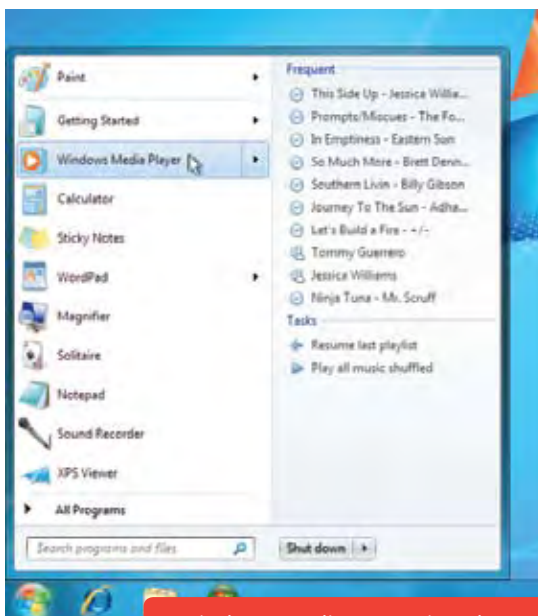 Paint
Getting Started
Windows Media Player
Calculator
Sticky Notes
WordPad
Magnifier
Solitaire
Notepad
Sound Recorder
XPS Viewer
All Programs
Search programs and files
Frequent
This Side Up - Jessica Willia...
Prompts/Miscues - The Fo...
In Emptiness - Eastern Sun
So Much More - Brett Denn...
Southern Livin - Billy Gibson
Journey To The Sun - Adha...
Let's Build a Fire - +/-
Tommy Guerrero
Jessica Williams
Ninja Tuna - Mr. Scruff
Tasks
Resume last playlist
Play all music shuffled
Shut down